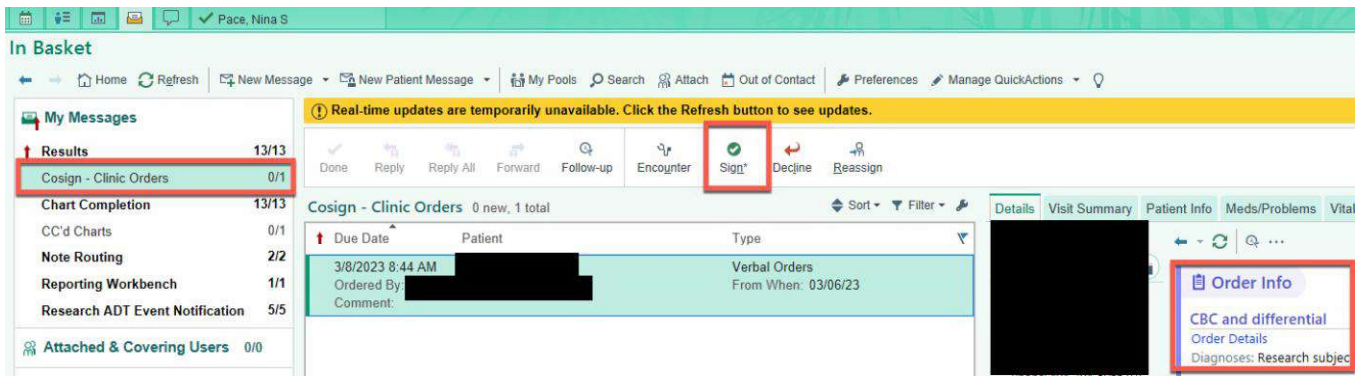 Pace, Nina S
In Basket
Home Refresh New Message New Patient Message My Pools Search Attach Out of Contact Preferences Manage QuickActions
My Messages
Results 13/13
Cosign - Clinic Orders 0/1
Chart Completion 13/13
CC'd Charts 0/1
Note Routing 2/2
Reporting Workbench 1/1
Research ADT Event Notification 5/5
Attached & Covering Users 0/0
Real-time updates are temporarily unavailable. Click the Refresh button to see updates.
Done Reply Reply All Forward Follow-up Encounter Sign* Decline Reassign
Cosign - Clinic Orders 0 new, 1 total Sort Filter
Due Date Patient Type
3/8/2023 8:44 AM Verbal Orders
Ordered By: From When: 03/06/23
Comment:
Details Visit Summary Patient Info Meds/Problems Vital
Order Info
CBC and differential
Order Details
Diagnoses: Research subjec